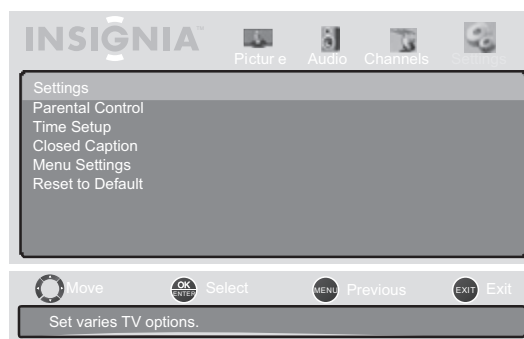 INSIGNIA™
Pictur e Audio Channels Settings
Settings
Parental Control
Time Setup
Closed Caption
Menu Settings
Reset to Default
Move OK ENTER Select MENU Previous EXIT Exit
Set varies TV options.